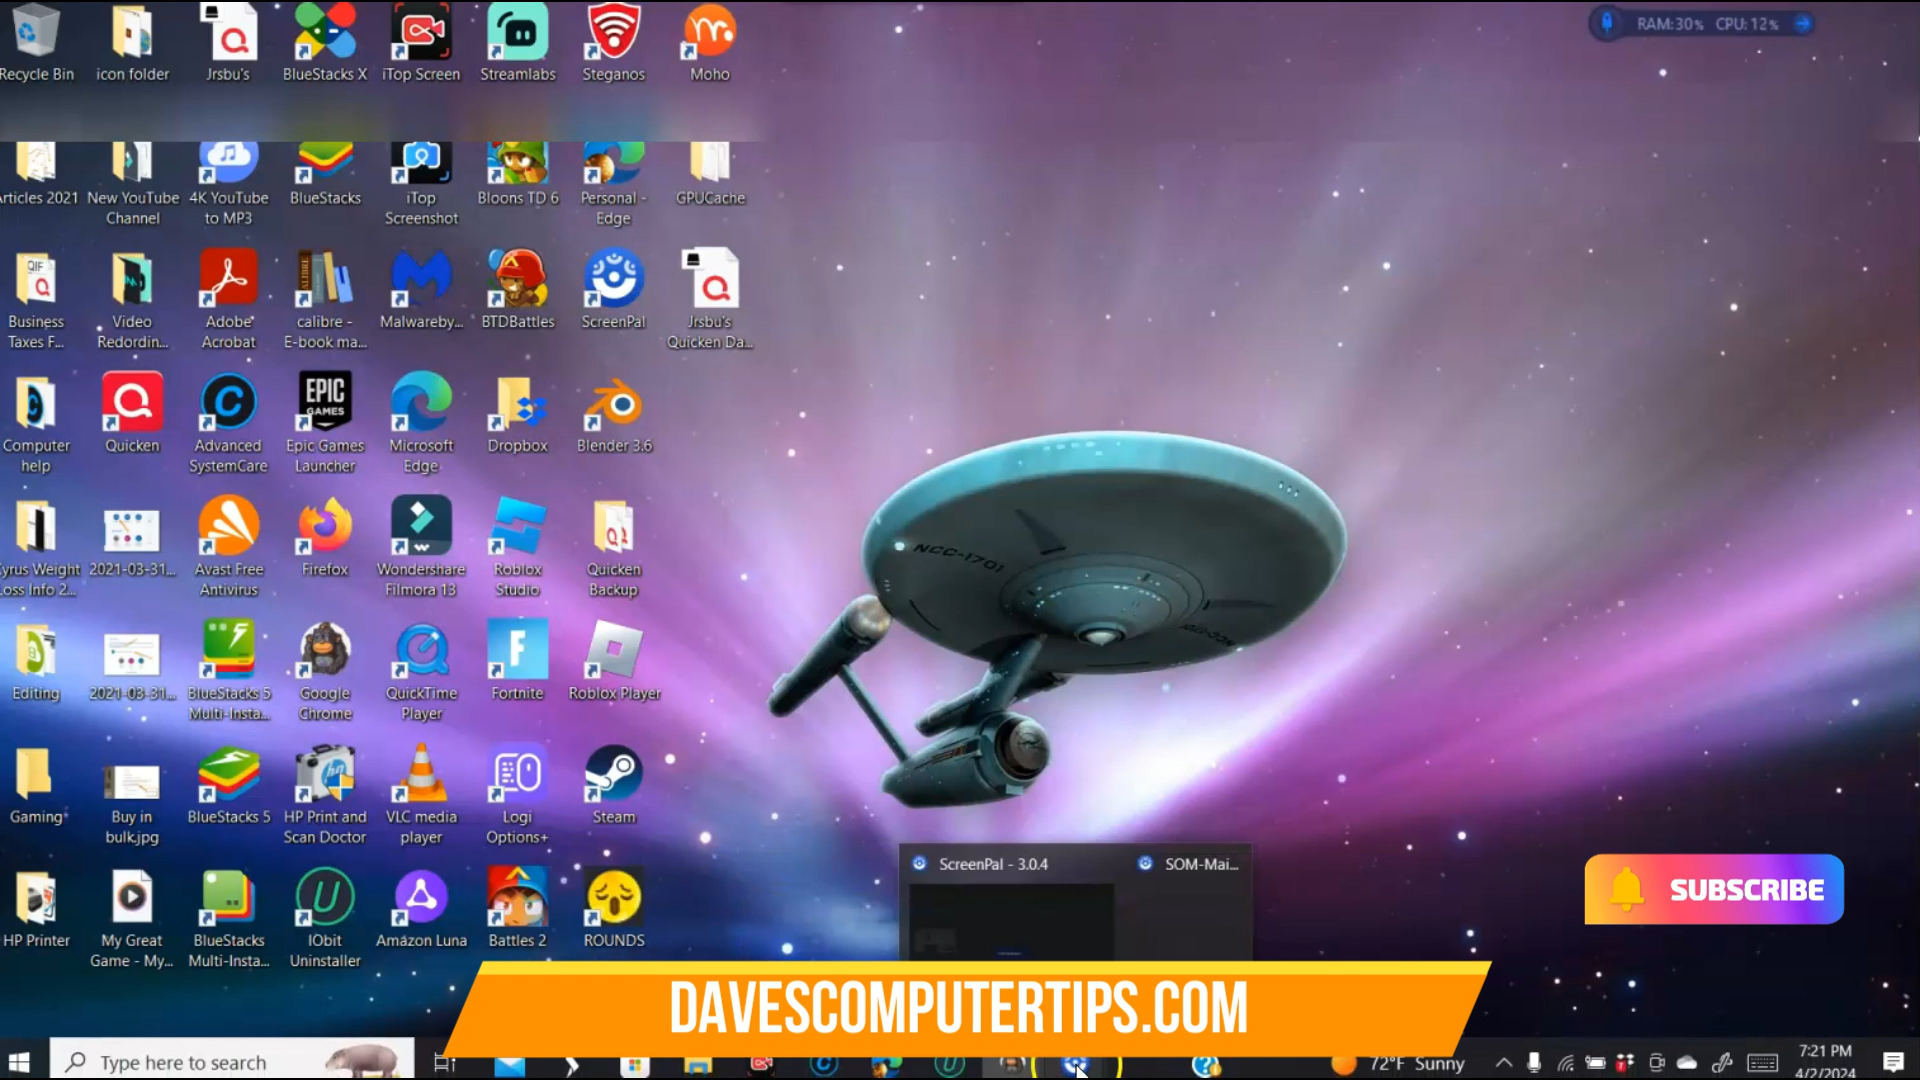 RAM:30% CPU:12%
Recycle Bin
icon folder
Jrsbu's
BlueStacks X
iTop Screen
Streamlabs
Steganos
Moho
Articles 2021
New YouTube
Channel
4K YouTube
to MP3
BlueStacks
iTop
Screenshot
Bloons TD 6
Personal -
Edge
GPUCache
QIF
Business
Taxes F...
Video
Redordin...
Adobe
Acrobat
calibre -
E-book ma...
Malwareby...
BTDBattles
ScreenPal
Jrsbu's
Quicken Da...
Computer
help
Quicken
Advanced
SystemCare
EPIC
GAMES
Epic Games
Launcher
Microsoft
Edge
Dropbox
Blender 3.6
NCC-1701
yrus Weight
Loss Info 2...
2021-03-31...
Avast Free
Antivirus
Firefox
Wondershare
Filmora 13
Roblox
Studio
Quicken
Backup
Editing
2021-03-31...
BlueStacks 5
Multi-Insta...
Google
Chrome
QuickTime
Player
Fortnite
Roblox Player
Gaming
Buy in
bulk.jpg
BlueStacks 5
HP Print and
Scan Doctor
VLC media
player
Logi
Options+
Steam
HP Printer
My Great
Game - My...
BlueStacks
Multi-Insta...
IObit
Uninstaller
Amazon Luna
Battles 2
ROUNDS
ScreenPal - 3.0.4
SOM-Mai...
SUBSCRIBE
DAVESCOMPUTERTIPS.COM
Type here to search
72°F Sunny
7:21 PM
4/2/2024